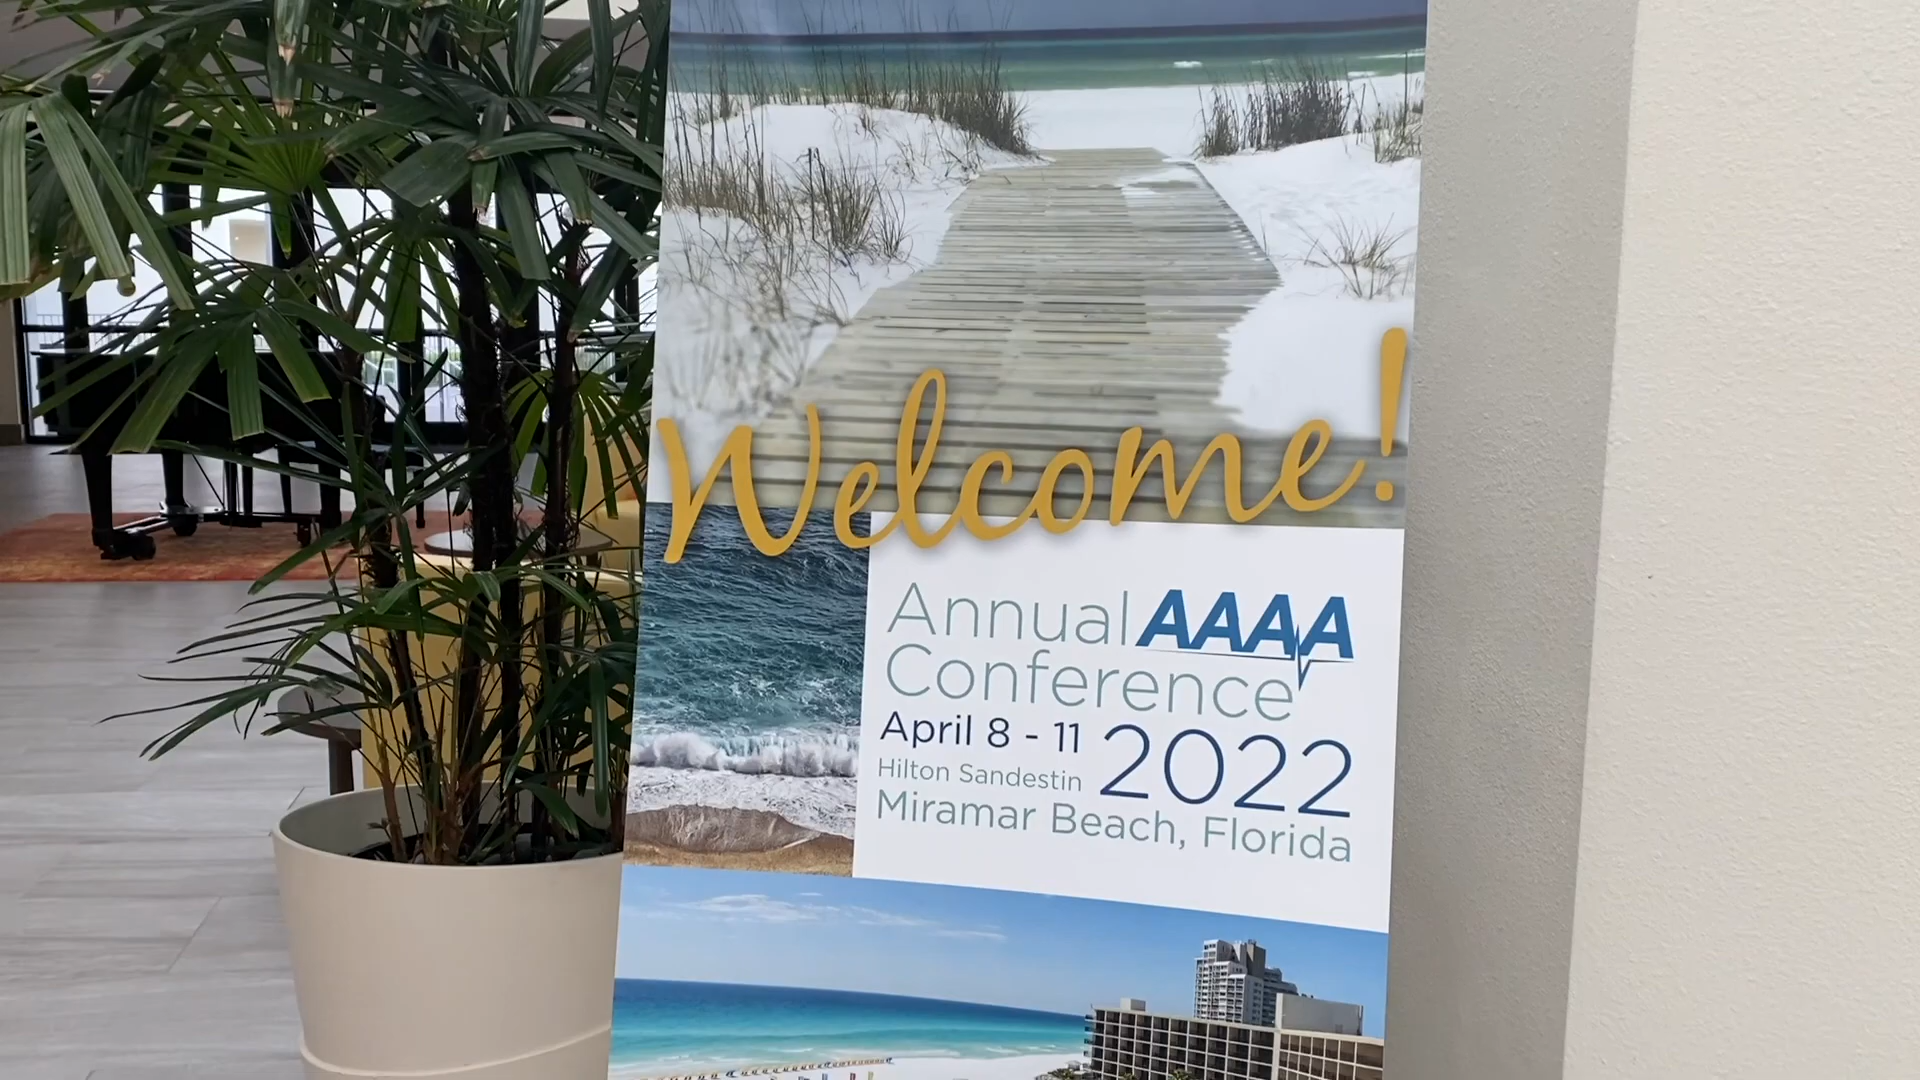 Welcome!
Annual AAAA
Conference
April 8 - 11 2022
Hilton Sandestin
Miramar Beach, Florida